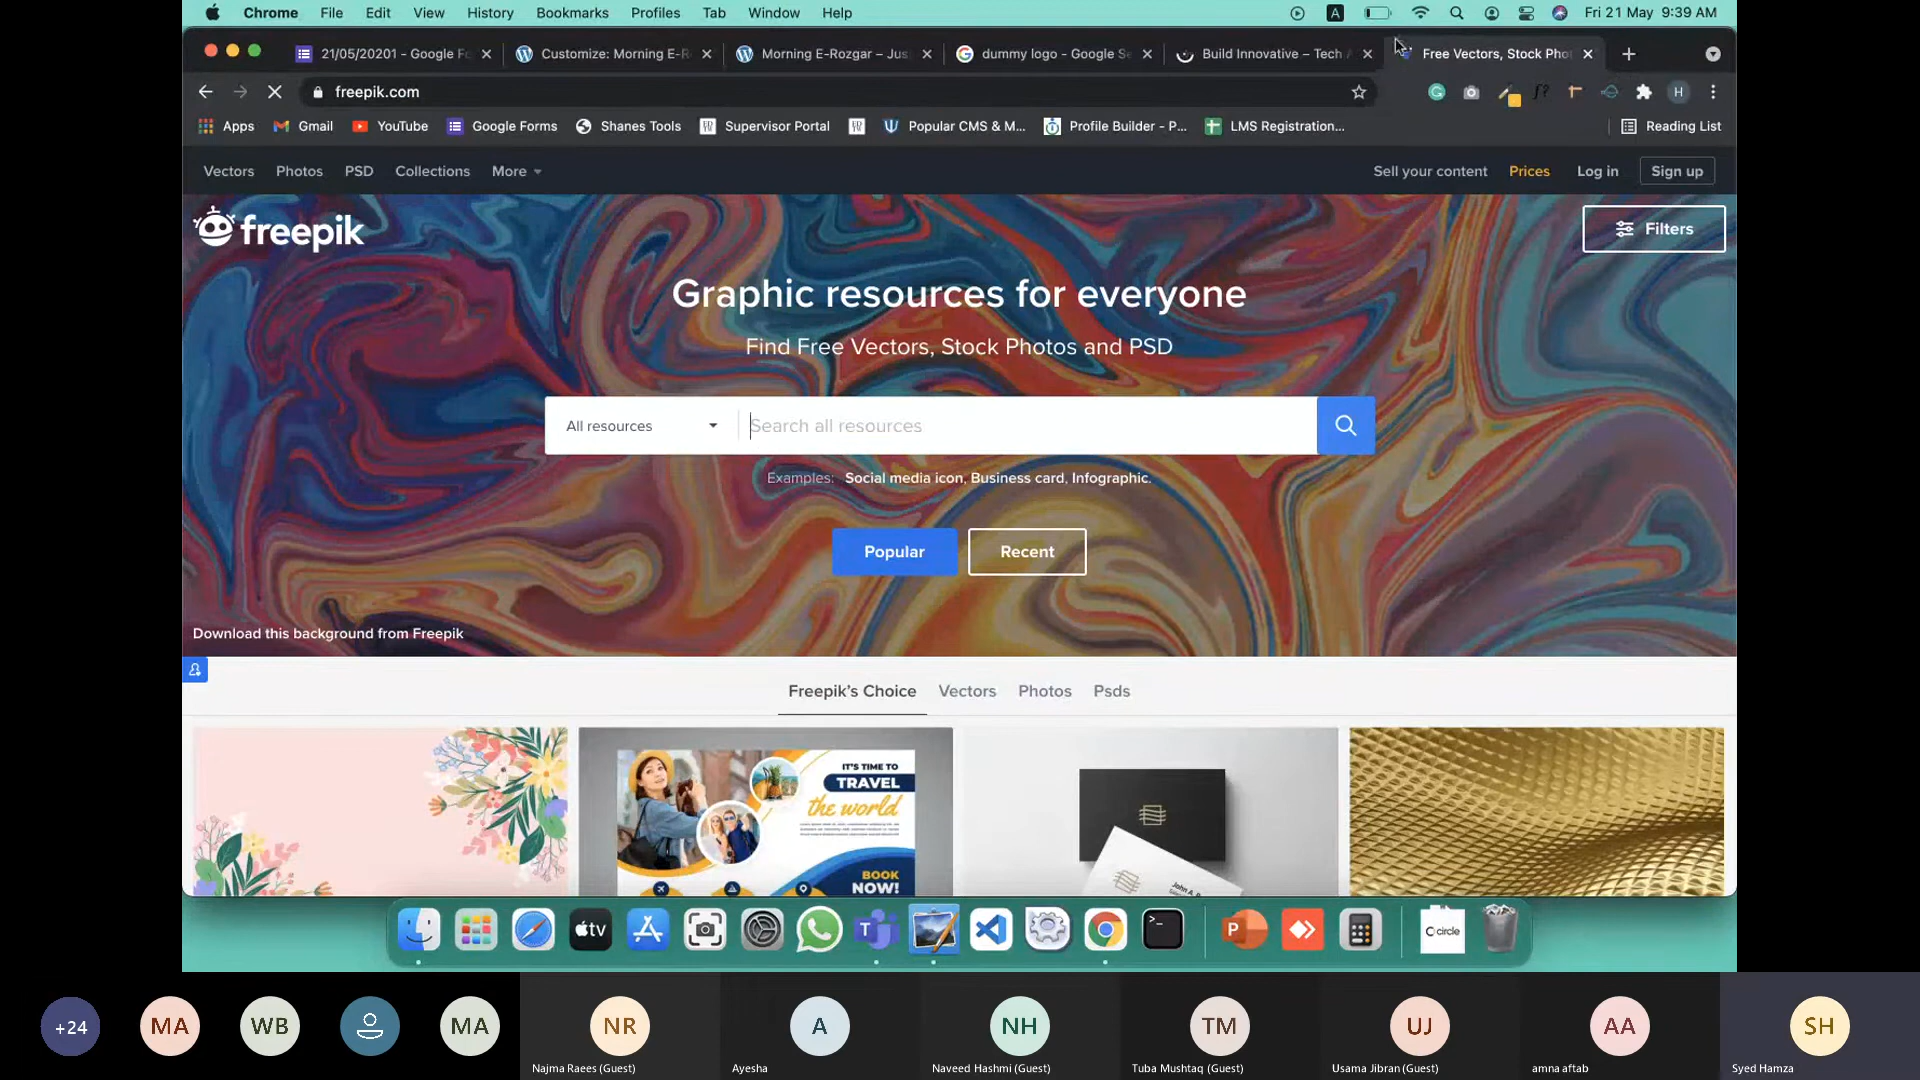 Chrome File Edit View History Bookmarks Profiles Tab Window Help
A
Fri 21 May 9:39 AM
21/05/20201 - Google Fo
Customize: Morning E-R
Morning E-Rozgar – Jus
dummy logo - Google Se
Build Innovative – Tech A
Free Vectors, Stock Phot
freepik.com
H
Apps
Gmail
YouTube
Google Forms
Shanes Tools
Supervisor Portal
Popular CMS & M...
Profile Builder - P...
LMS Registration...
Reading List
Vectors Photos PSD Collections More
Sell your content Prices Log in Sign up
freepik
Filters
Graphic resources for everyone
Find Free Vectors, Stock Photos and PSD
All resources
Search all resources
Examples: Social media icon, Business card, Infographic.
Popular
Recent
Download this background from Freepik
Freepik's Choice Vectors Photos Psds
IT'S TIME TO
TRAVEL
the world
BOOK
NOW!
tv
circle
+24
MA
WB
MA
NR
A
NH
TM
UJ
AA
SH
Najma Raees (Guest)
Ayesha
Naveed Hashmi (Guest)
Tuba Mushtaq (Guest)
Usama Jibran (Guest)
amna aftab
Syed Hamza